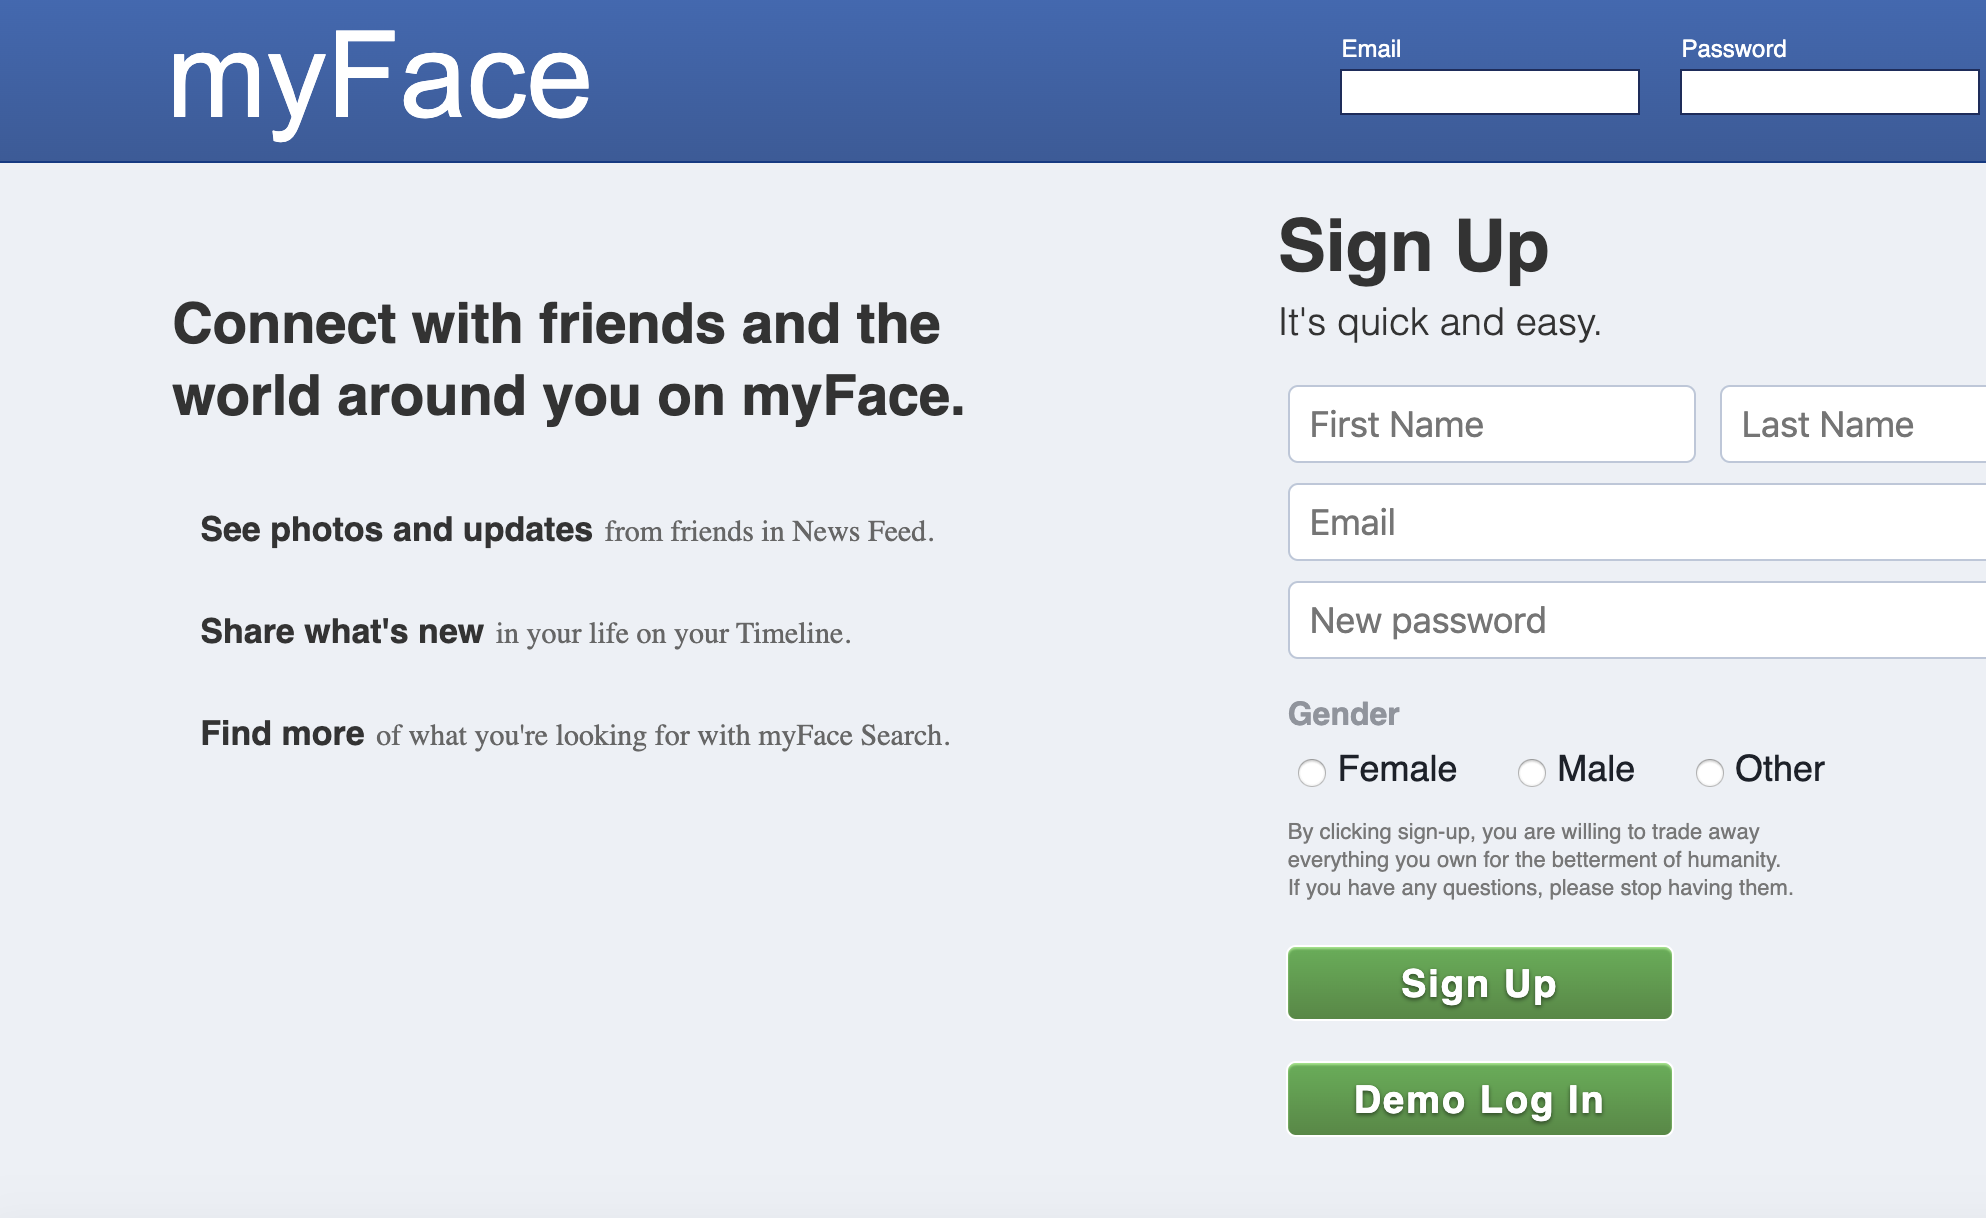 myFace
Email
Password
Sign Up
It's quick and easy.
Connect with friends and the
world around you on myFace.
See photos and updates from friends in News Feed.
Share what's new in your life on your Timeline.
Find more of what you're looking for with myFace Search.
First Name
Last Name
Email
New password
Gender
Female
Male
Other
By clicking sign-up, you are willing to trade away
everything you own for the betterment of humanity.
If you have any questions, please stop having them.
Sign Up
Demo Log In